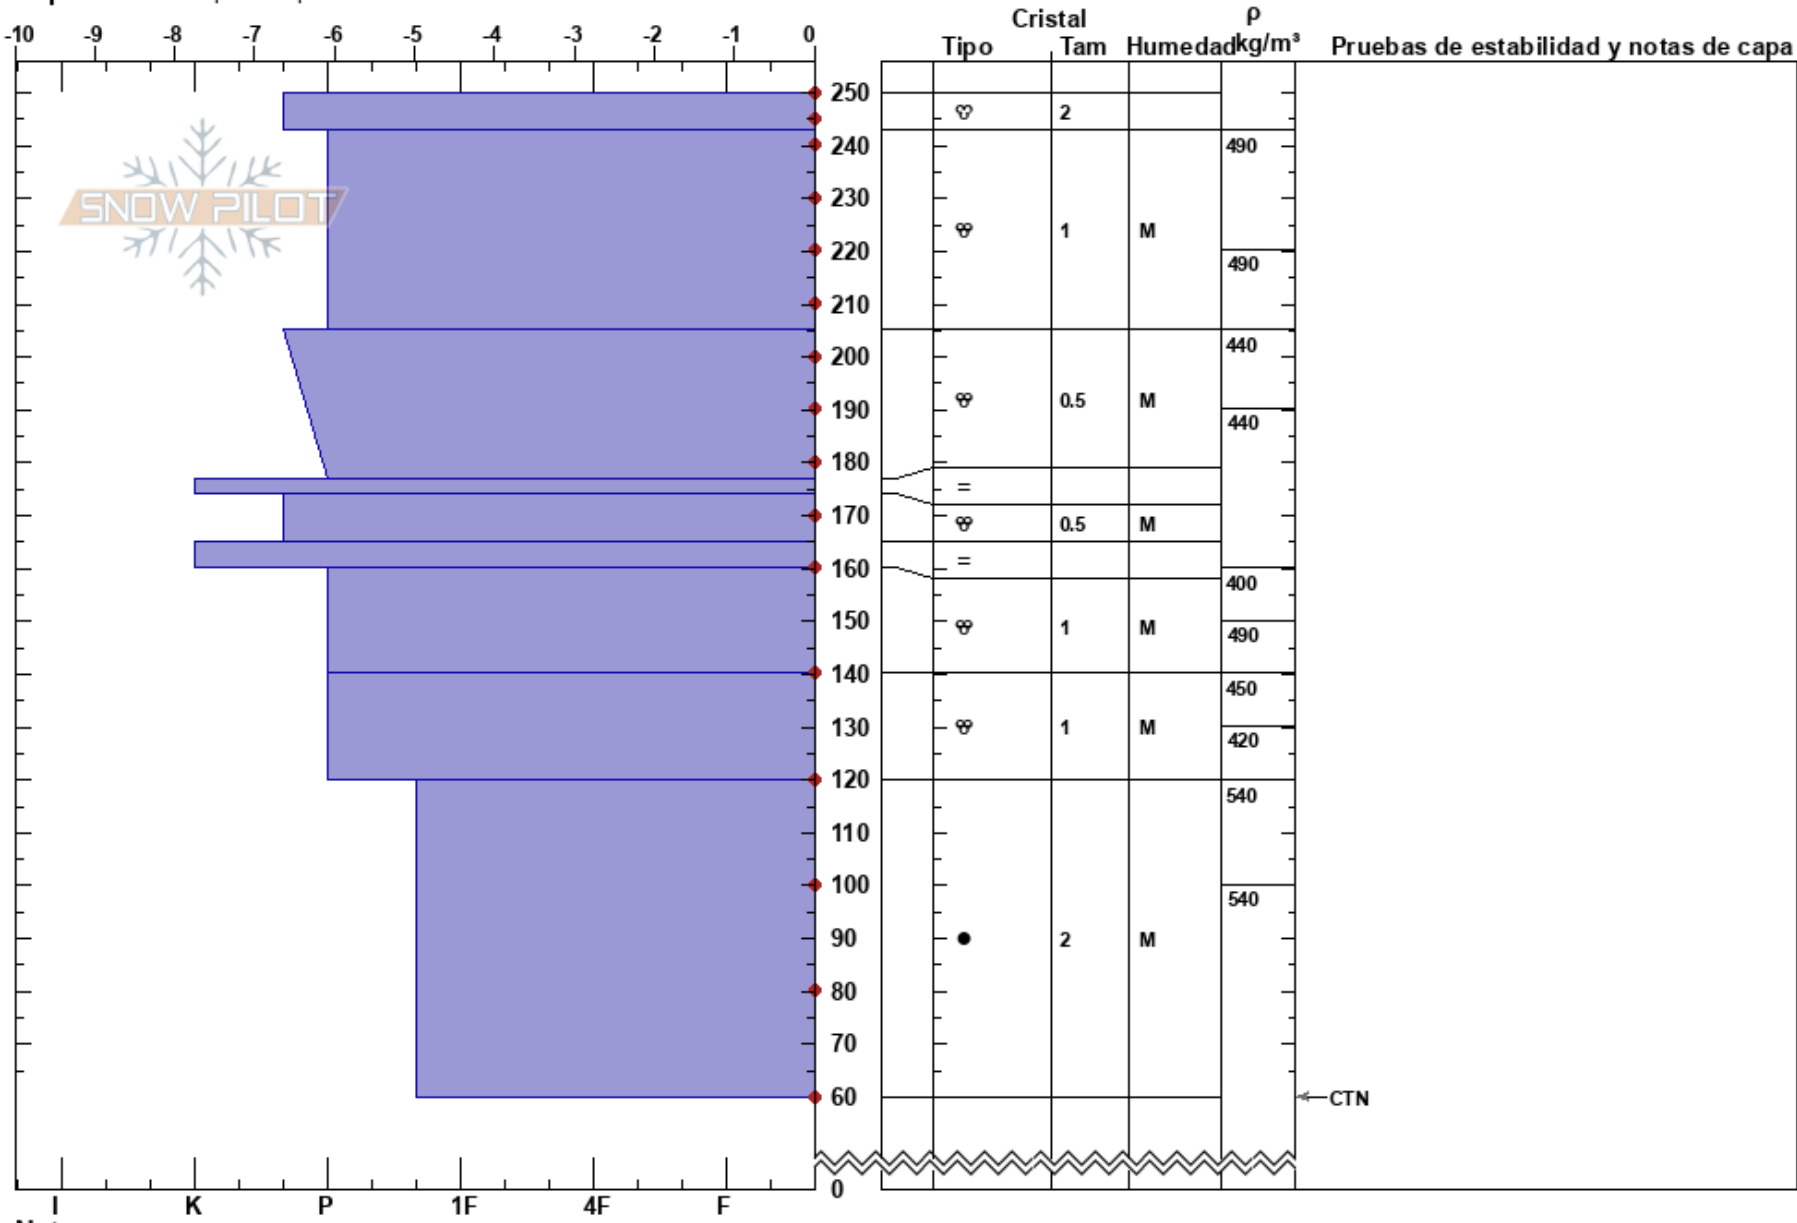 Cristal ρ
-10 -9 -8 -7 -6 -5 -4 -3 -2 -1 0 Tipo Tam Humedad kg/m³ Pruebas de estabilidad y notas de capa
250
2
240 490
SNOW PILOT
230
1 M
220
490
210
440
200
0.5 M
190
440
180
=
170 0.5 M
=
160
400
150
1 M 490
140
450
130 1 M
420
120
540
110
100
540
90 2 M
80
70
60 CTN
0
I K P 1F 4F F